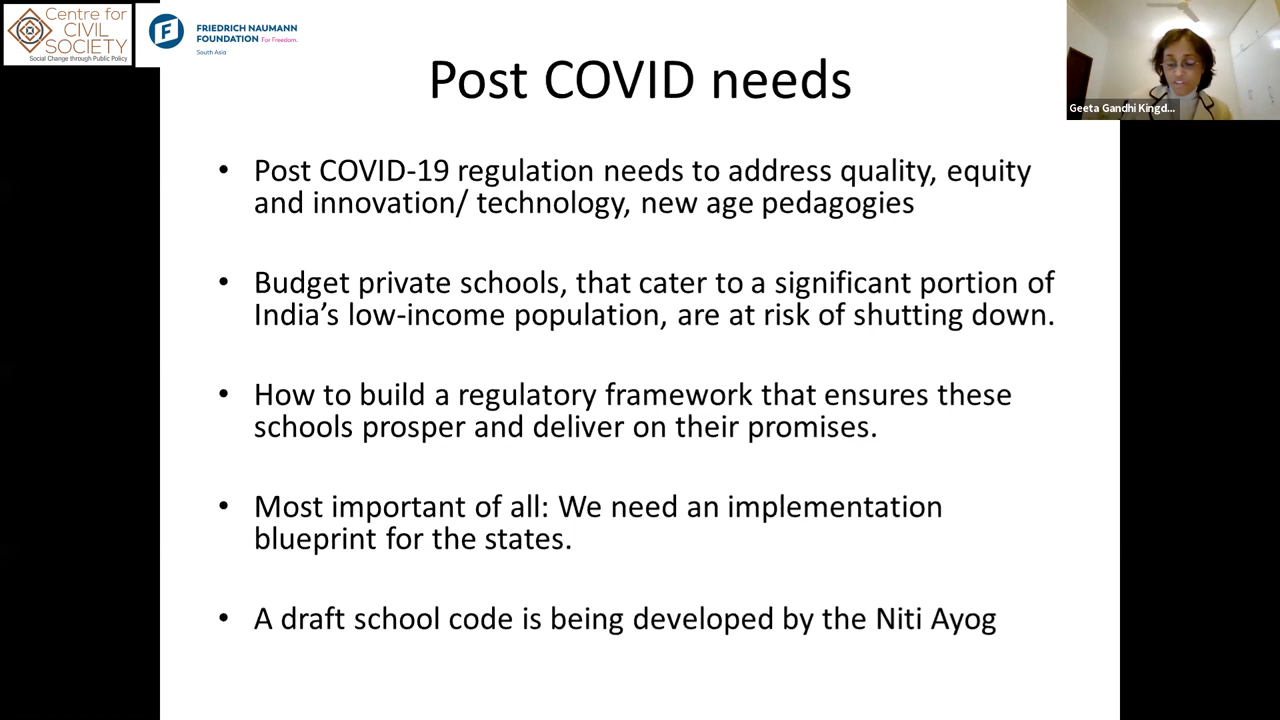 Centre for
CIVIL
SOCIETY
Social Change through Public Policy
F
FRIEDRICH NAUMANN
FOUNDATION For Freedom.
South Asia
Geeta Gandhi Kingd...
Post COVID needs
• Post COVID-19 regulation needs to address quality, equity
and innovation/ technology, new age pedagogies
• Budget private schools, that cater to a significant portion of
India’s low-income population, are at risk of shutting down.
• How to build a regulatory framework that ensures these
schools prosper and deliver on their promises.
• Most important of all: We need an implementation
blueprint for the states.
• A draft school code is being developed by the Niti Ayog